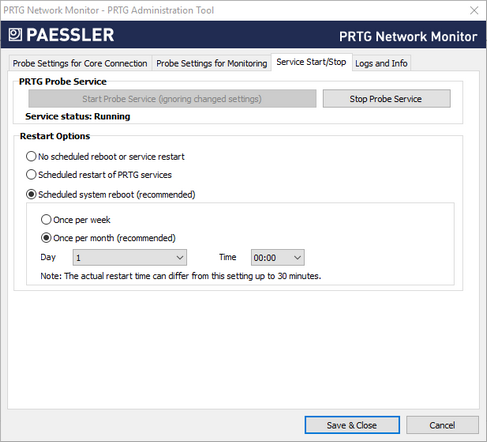 PRTG Network Monitor - PRTG Administration Tool
PAESSLER PRTG Network Monitor
Probe Settings for Core Connection Probe Settings for Monitoring Service Start/Stop Logs and Info
PRTG Probe Service
Start Probe Service (ignoring changed settings) Stop Probe Service
Service status: Running
Restart Options
No scheduled reboot or service restart
Scheduled restart of PRTG services
Scheduled system reboot (recommended)
Once per week
Once per month (recommended)
Day 1 Time 00:00
Note: The actual restart time can differ from this setting up to 30 minutes.
Save & Close Cancel